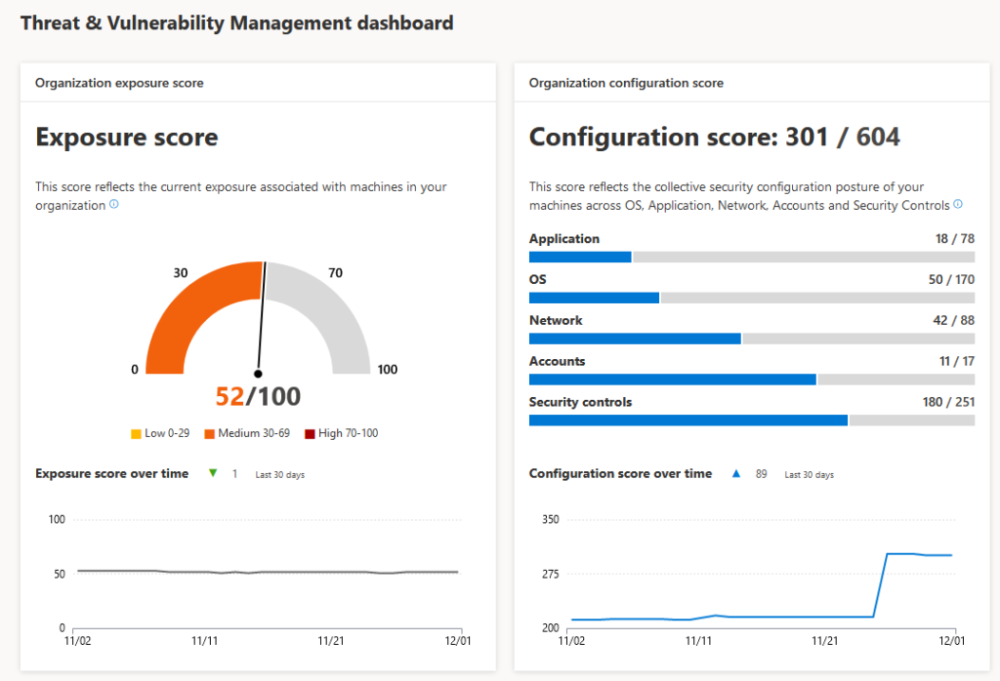 Threat & Vulnerability Management dashboard
Organization exposure score
Exposure score
This score reflects the current exposure associated with machines in your
organization
30
70
0
100
52/100
Low 0-29 Medium 30-69 High 70-100
Exposure score over time 1 Last 30 days
100
50
0
11/02 11/11 11/21 12/01
Organization configuration score
Configuration score: 301 / 604
This score reflects the collective security configuration posture of your
machines across OS, Application, Network, Accounts and Security Controls
Application 18 / 78
OS 50 / 170
Network 42 / 88
Accounts 11 / 17
Security controls 180 / 251
Configuration score over time 89 Last 30 days
350
275
200
11/02 11/11 11/21 12/01